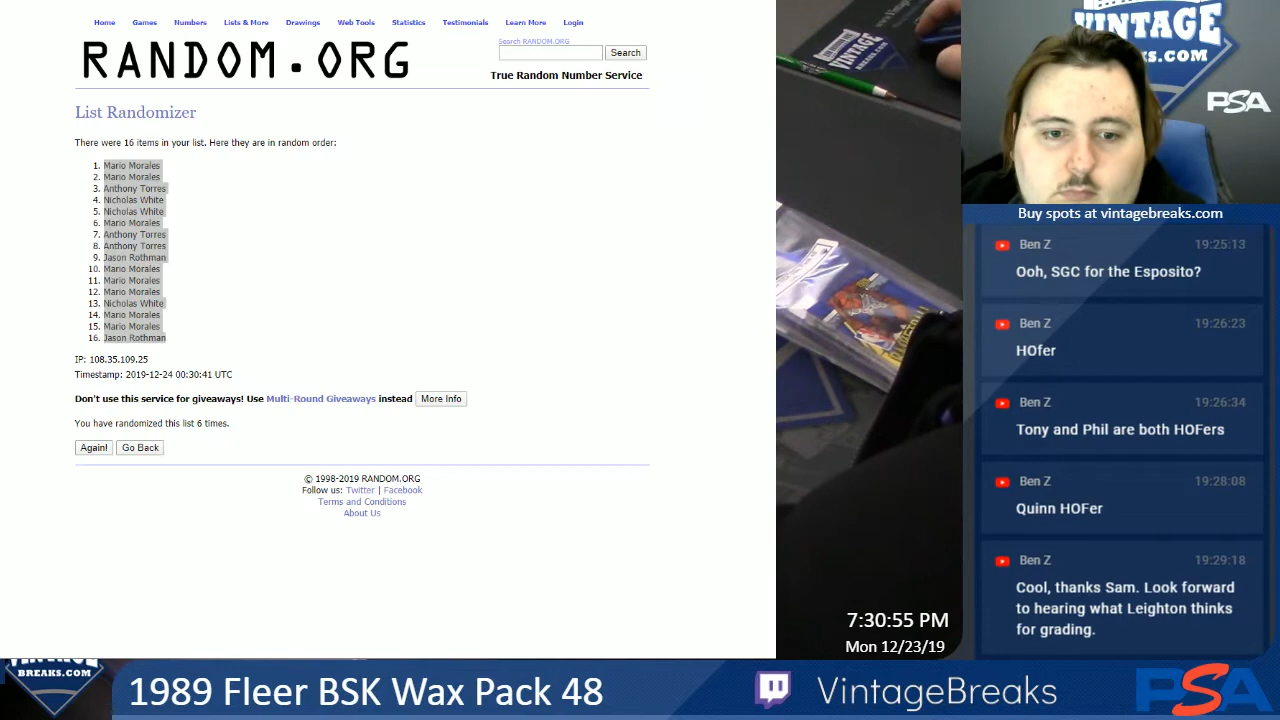 Home Games Numbers Lists & More Drawings Web Tools Statistics Testimonials Learn More Login
RANDOM.ORG
Search RANDOM.ORG
Search
True Random Number Service
List Randomizer
There were 16 items in your list. Here they are in random order:
1. Mario Morales
2. Mario Morales
3. Anthony Torres
4. Nicholas White
5. Nicholas White
6. Mario Morales
7. Anthony Torres
8. Anthony Torres
9. Jason Rothman
10. Mario Morales
11. Mario Morales
12. Mario Morales
13. Nicholas White
14. Mario Morales
15. Mario Morales
16. Jason Rothman
IP: 108.35.109.25
Timestamp: 2019-12-24 00:30:41 UTC
Don't use this service for giveaways! Use Multi-Round Giveaways instead More Info
You have randomized this list 6 times.
Again! Go Back
© 1998-2019 RANDOM.ORG
Follow us: Twitter | Facebook
Terms and Conditions
About Us
VINTAGE
VINTAGE
S.COM
PSA
Buy spots at vintagebreaks.com
Ben Z 19:25:13
Ooh, SGC for the Esposito?
Ben Z 19:26:23
HOfer
Ben Z 19:26:34
Tony and Phil are both HOFers
Ben Z 19:28:08
Quinn HOFer
Ben Z 19:29:18
Cool, thanks Sam. Look forward
to hearing what Leighton thinks
for grading.
7:30:55 PM
Mon 12/23/19
VINTAGE
BREAKS.COM
1989 Fleer BSK Wax Pack 48
VintageBreaks
PSA